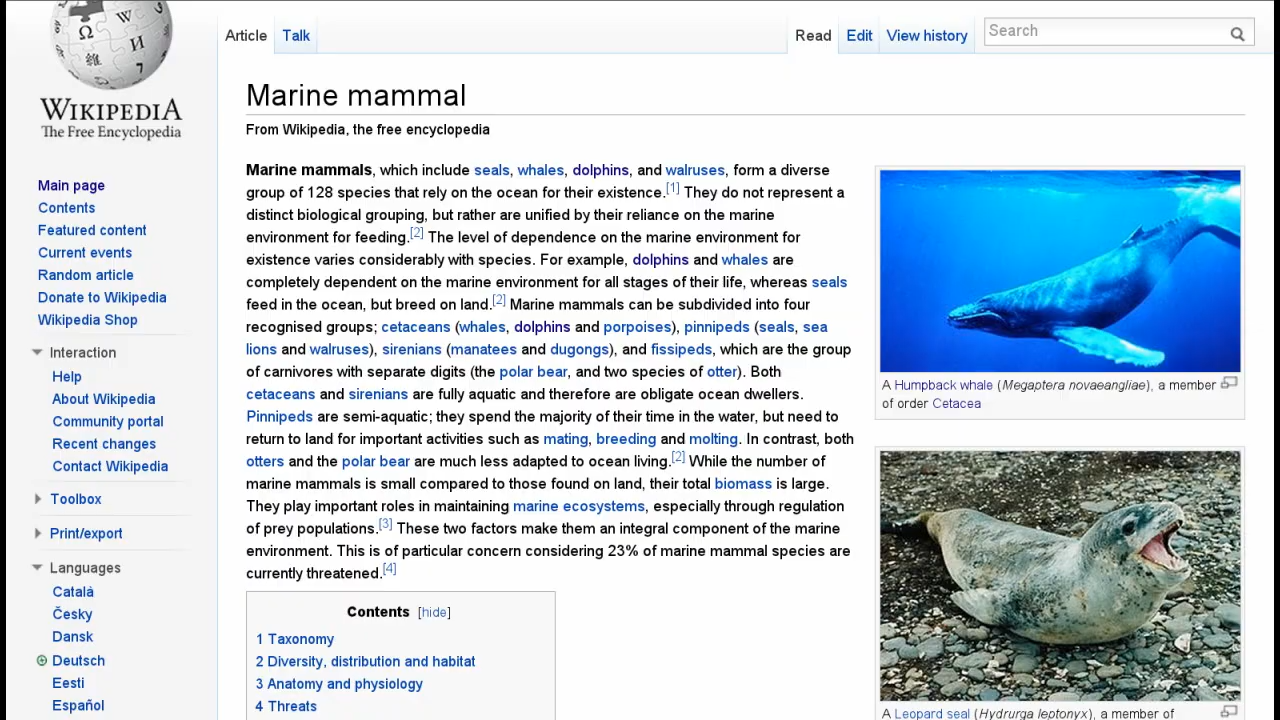 Ω W И 維 7
WIKIPEDIA
The Free Encyclopedia
Main page
Contents
Featured content
Current events
Random article
Donate to Wikipedia
Wikipedia Shop
Interaction
Help
About Wikipedia
Community portal
Recent changes
Contact Wikipedia
Toolbox
Print/export
Languages
Català
Česky
Dansk
Deutsch
Eesti
Español
Article Talk Read Edit View history Search
Marine mammal
From Wikipedia, the free encyclopedia
Marine mammals, which include seals, whales, dolphins, and walruses, form a diverse
group of 128 species that rely on the ocean for their existence.[1] They do not represent a
distinct biological grouping, but rather are unified by their reliance on the marine
environment for feeding.[2] The level of dependence on the marine environment for
existence varies considerably with species. For example, dolphins and whales are
completely dependent on the marine environment for all stages of their life, whereas seals
feed in the ocean, but breed on land.[2] Marine mammals can be subdivided into four
recognised groups; cetaceans (whales, dolphins and porpoises), pinnipeds (seals, sea
lions and walruses), sirenians (manatees and dugongs), and fissipeds, which are the group
of carnivores with separate digits (the polar bear, and two species of otter). Both
cetaceans and sirenians are fully aquatic and therefore are obligate ocean dwellers.
Pinnipeds are semi-aquatic; they spend the majority of their time in the water, but need to
return to land for important activities such as mating, breeding and molting. In contrast, both
otters and the polar bear are much less adapted to ocean living.[2] While the number of
marine mammals is small compared to those found on land, their total biomass is large.
They play important roles in maintaining marine ecosystems, especially through regulation
of prey populations.[3] These two factors make them an integral component of the marine
environment. This is of particular concern considering 23% of marine mammal species are
currently threatened.[4]
Contents [hide]
1 Taxonomy
2 Diversity, distribution and habitat
3 Anatomy and physiology
4 Threats
A Humpback whale (Megaptera novaeangliae), a member
of order Cetacea
A Leopard seal (Hydrurga leptonyx), a member of